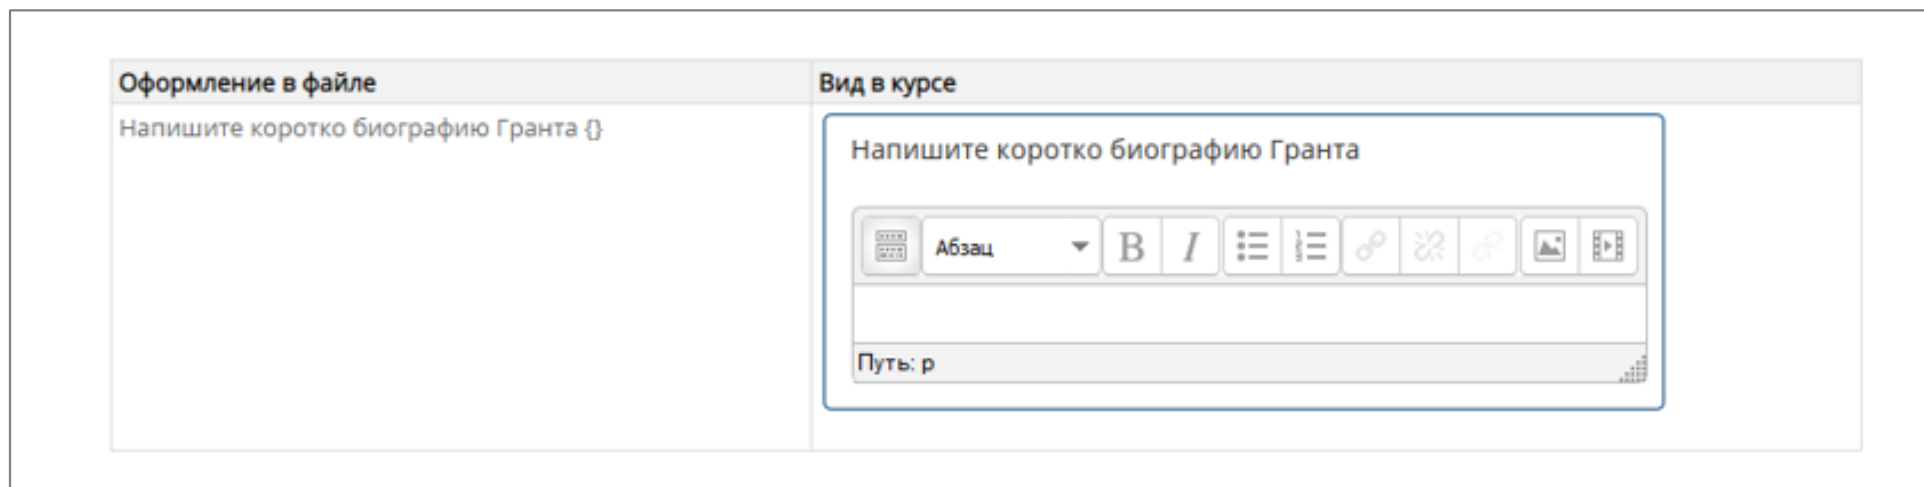 Оформление в файле
Вид в курсе
Напишите коротко биографию Гранта {}
Напишите коротко биографию Гранта
Абзац
B
I
Путь: p